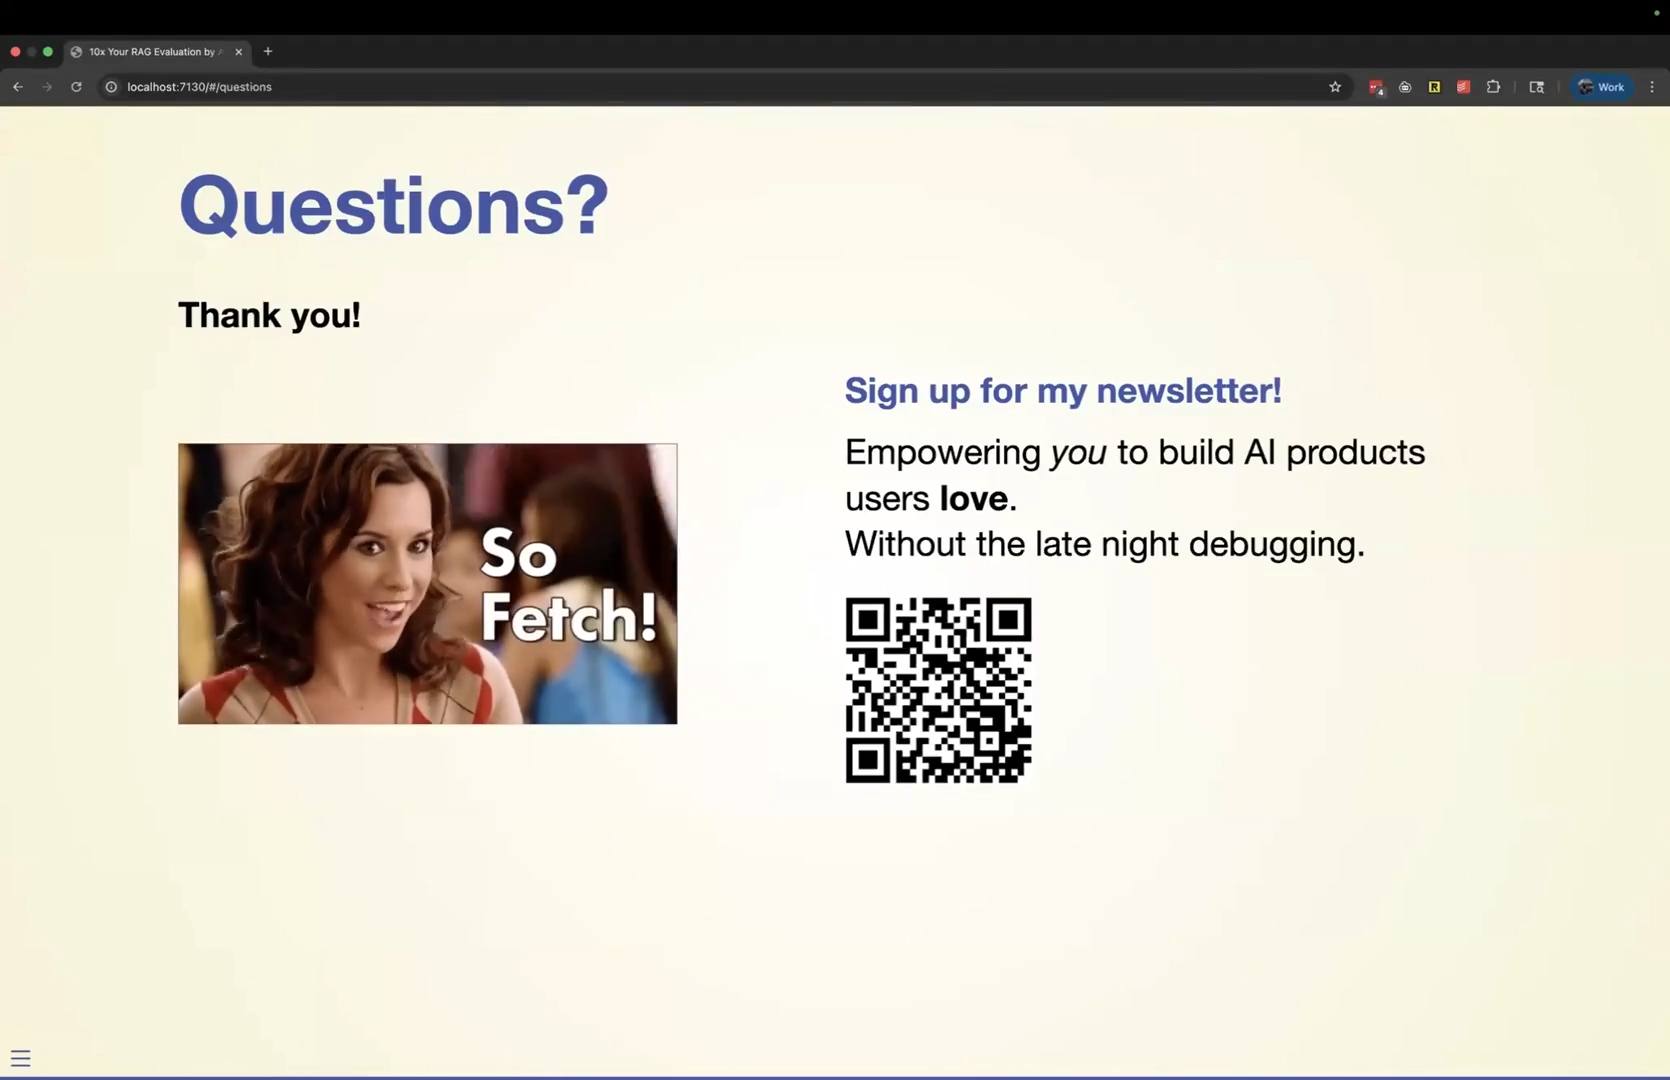 10x Your RAG Evaluation by
localhost:7130/#/questions
4
R
Work
Questions?
Thank you!
So
Fetch!
Sign up for my newsletter!
Empowering you to build AI products
users love.
Without the late night debugging.